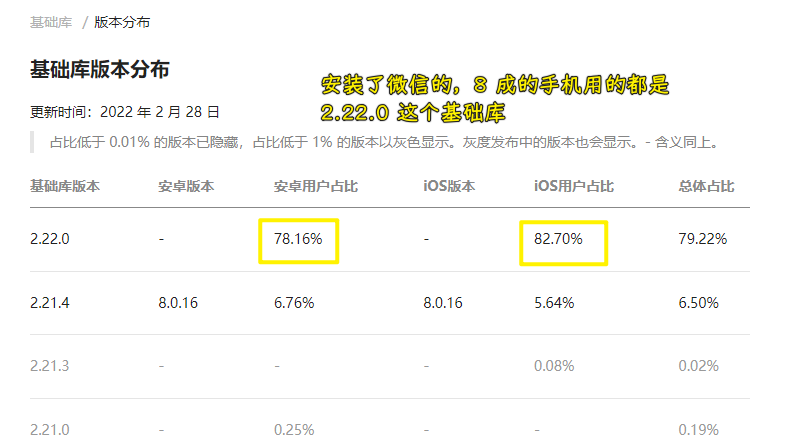 基础库 / 版本分布
基础库版本分布
安装了微信的，8 成的手机用的都是
2.22.0 这个基础库
更新时间：2022 年 2 月 28 日
占比低于 0.01% 的版本已隐藏，占比低于 1% 的版本以灰色显示。灰度发布中的版本也会显示。- 含义同上。
基础库版本 安卓版本 安卓用户占比 iOS版本 iOS用户占比 总体占比
2.22.0 - 78.16% - 82.70% 79.22%
2.21.4 8.0.16 6.76% 8.0.16 5.64% 6.50%
2.21.3 - - - 0.08% 0.02%
2.21.0 - 0.25% - - 0.19%